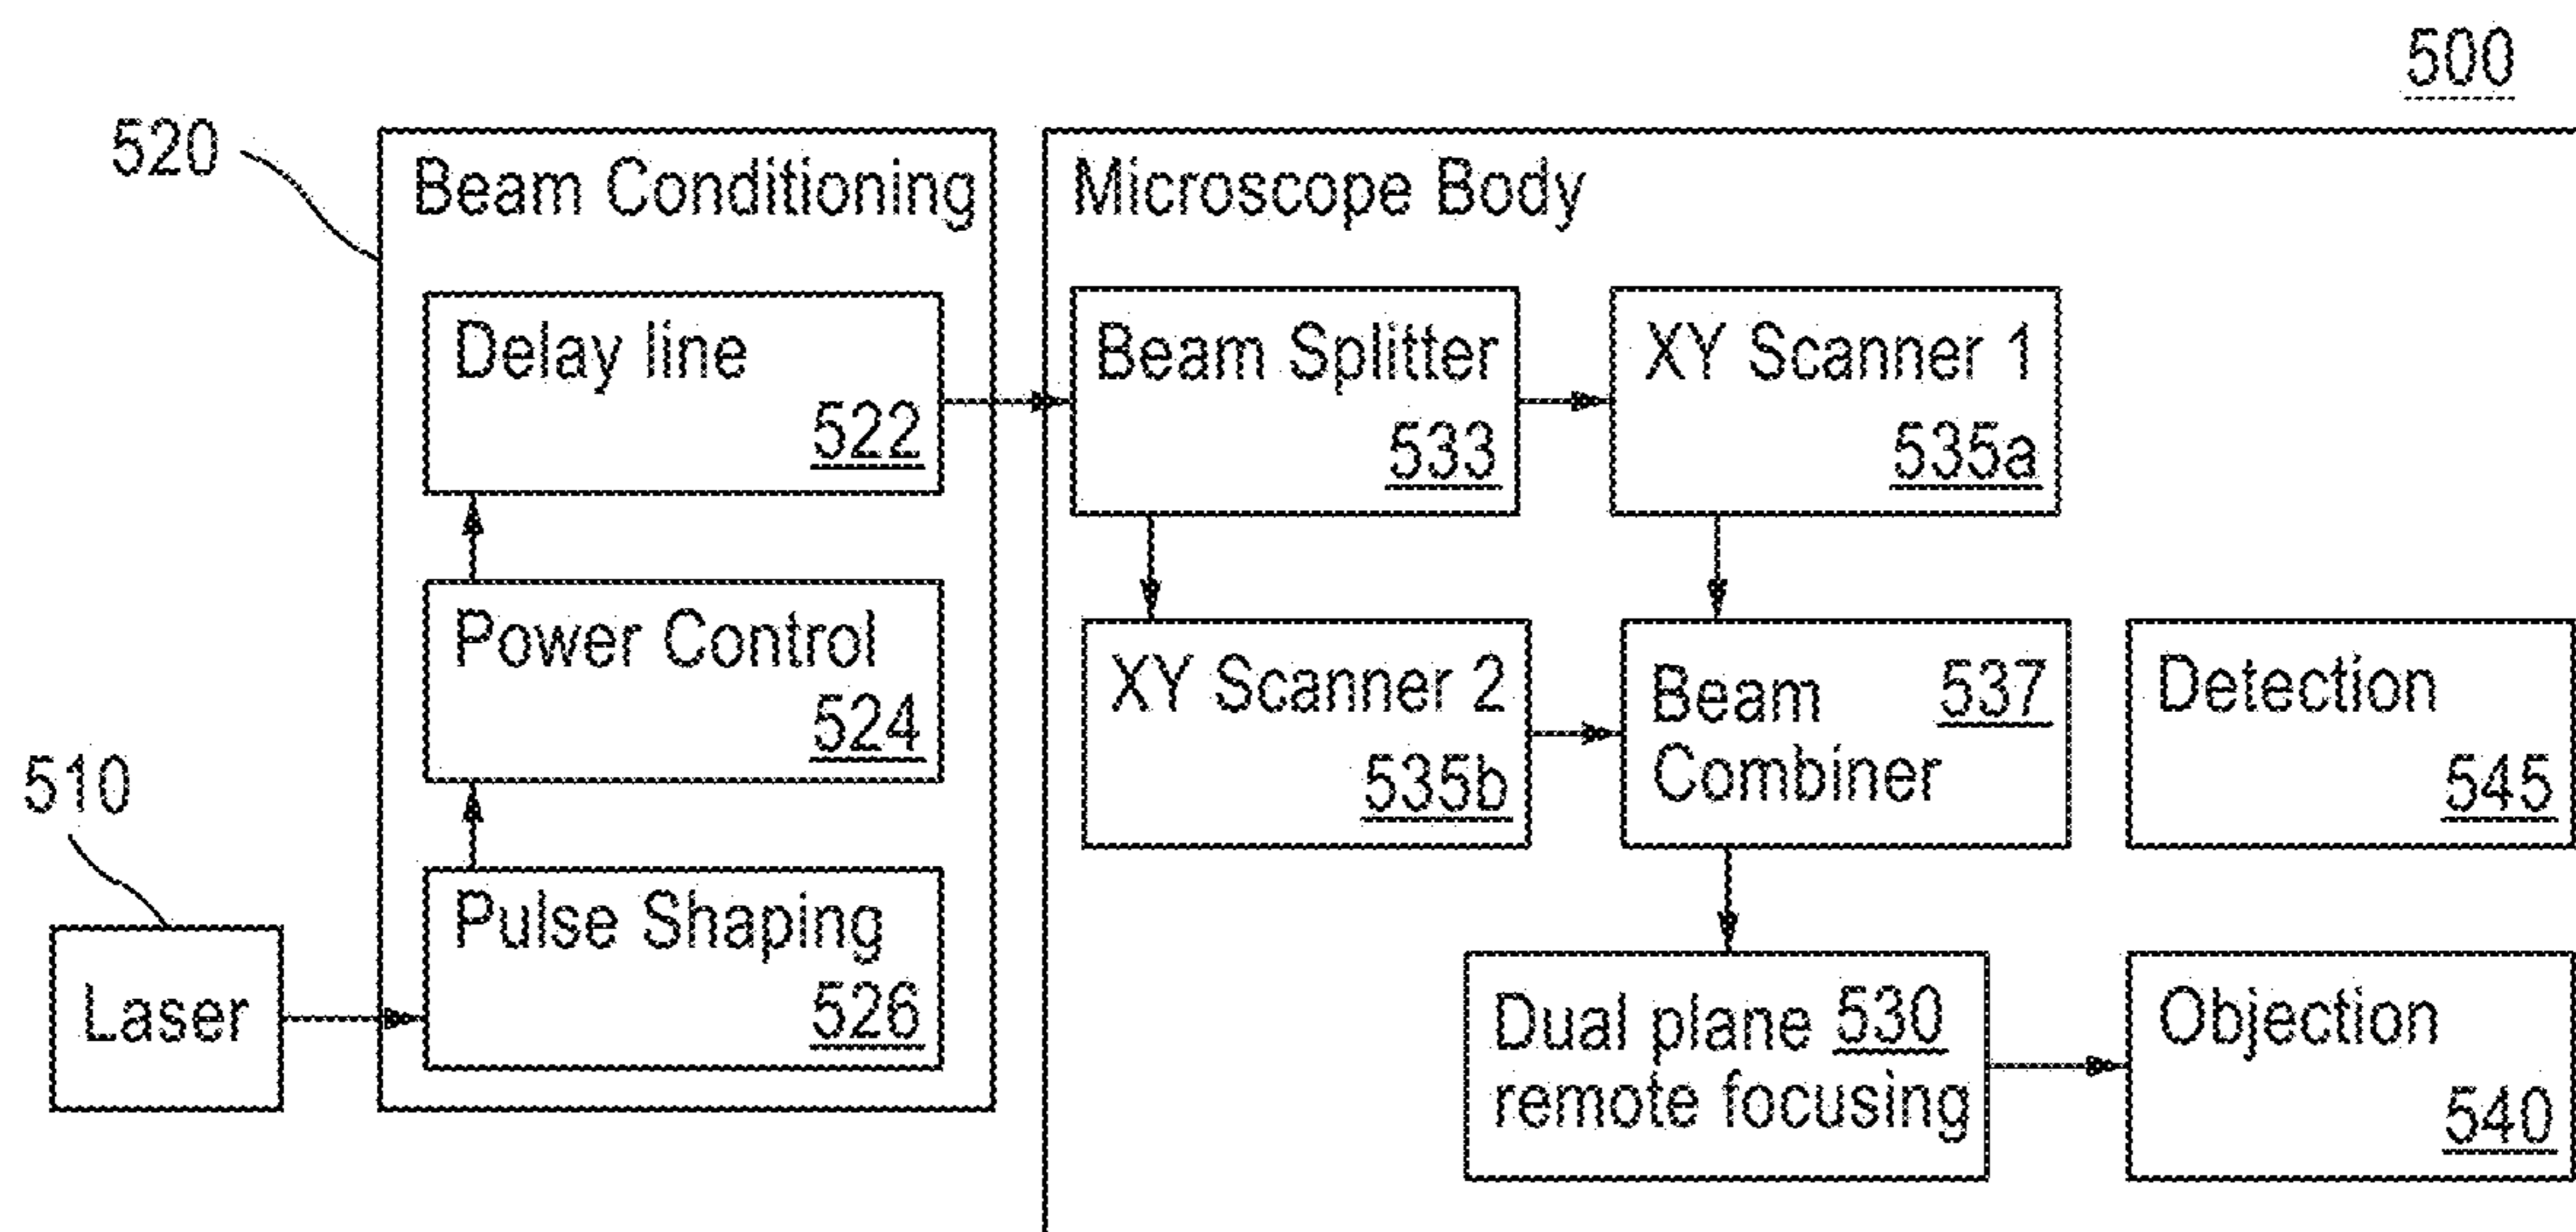 500
520
Beam Conditioning
Microscope Body
Delay line
522
Beam Splitter
533
XY Scanner 1
535a
Power Control
524
XY Scanner 2
535b
Beam 537
Combiner
Detection
545
510
Laser
Pulse Shaping
526
Dual plane 530
remote focusing
Objection
540